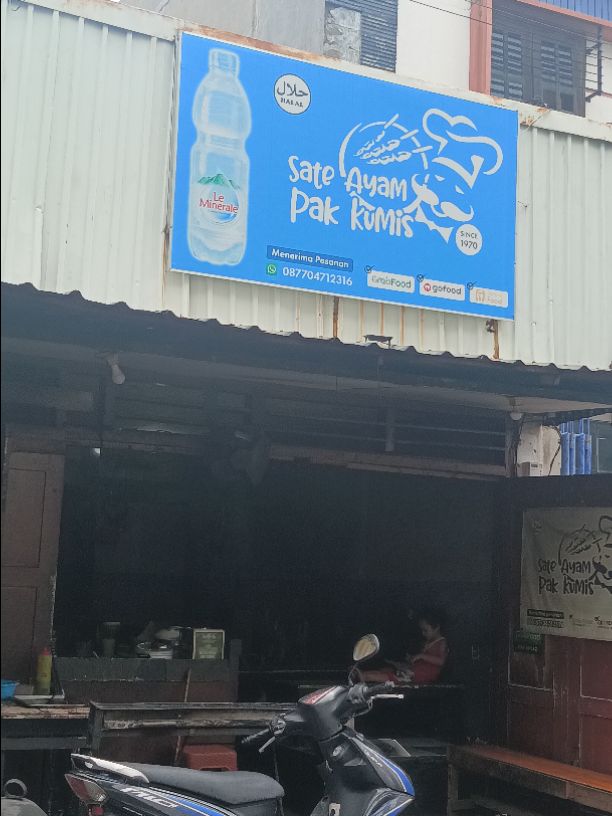 حلال
HALAL
Sate Ayam
Pak Kumis
SINCE
1970
Le
Minerale
Menerima Pesanan
087704712316
GrabFood
gofood
Food
Sate Ayam
Pak Kumis